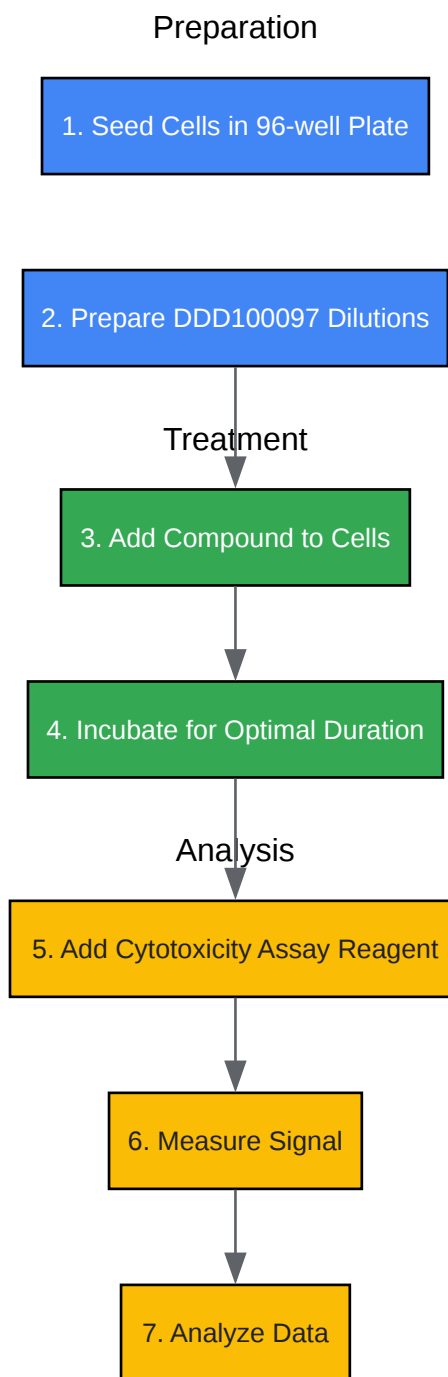 Preparation
1. Seed Cells in 96-well Plate
2. Prepare DDD100097 Dilutions
Treatment
3. Add Compound to Cells
4. Incubate for Optimal Duration
Analysis
5. Add Cytotoxicity Assay Reagent
6. Measure Signal
7. Analyze Data